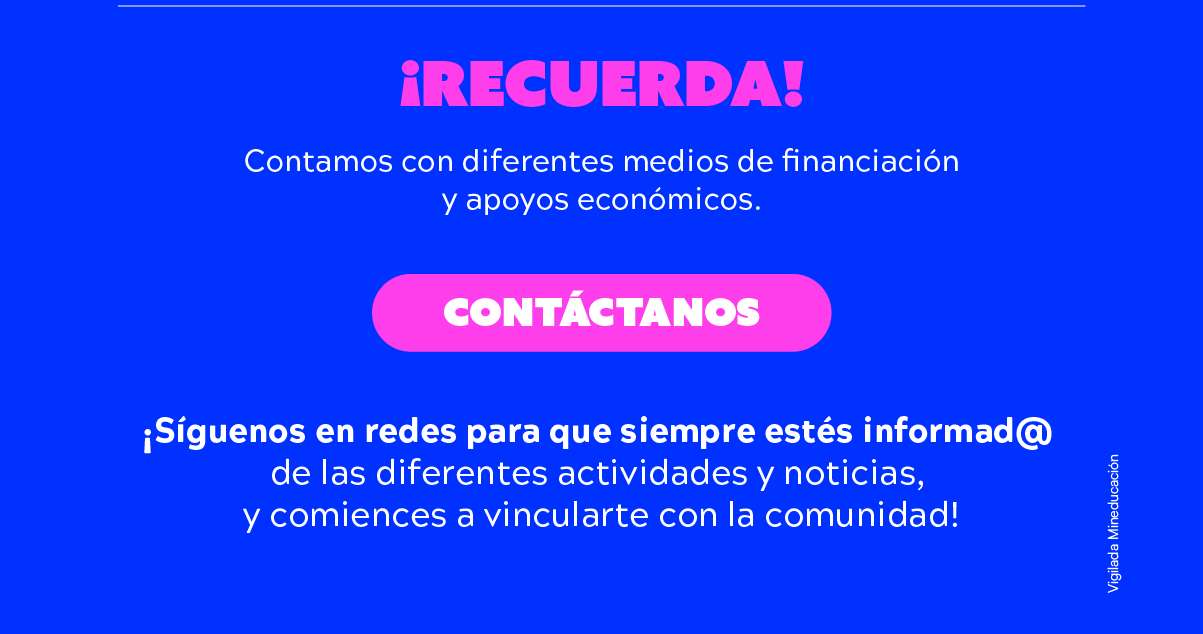 ¡RECUERDA!
Contamos con diferentes medios de financiación
y apoyos económicos.
CONTÁCTANOS
¡Síguenos en redes para que siempre estés informad@
de las diferentes actividades y noticias,
y comiences a vincularte con la comunidad!
Vigilada Mineducación